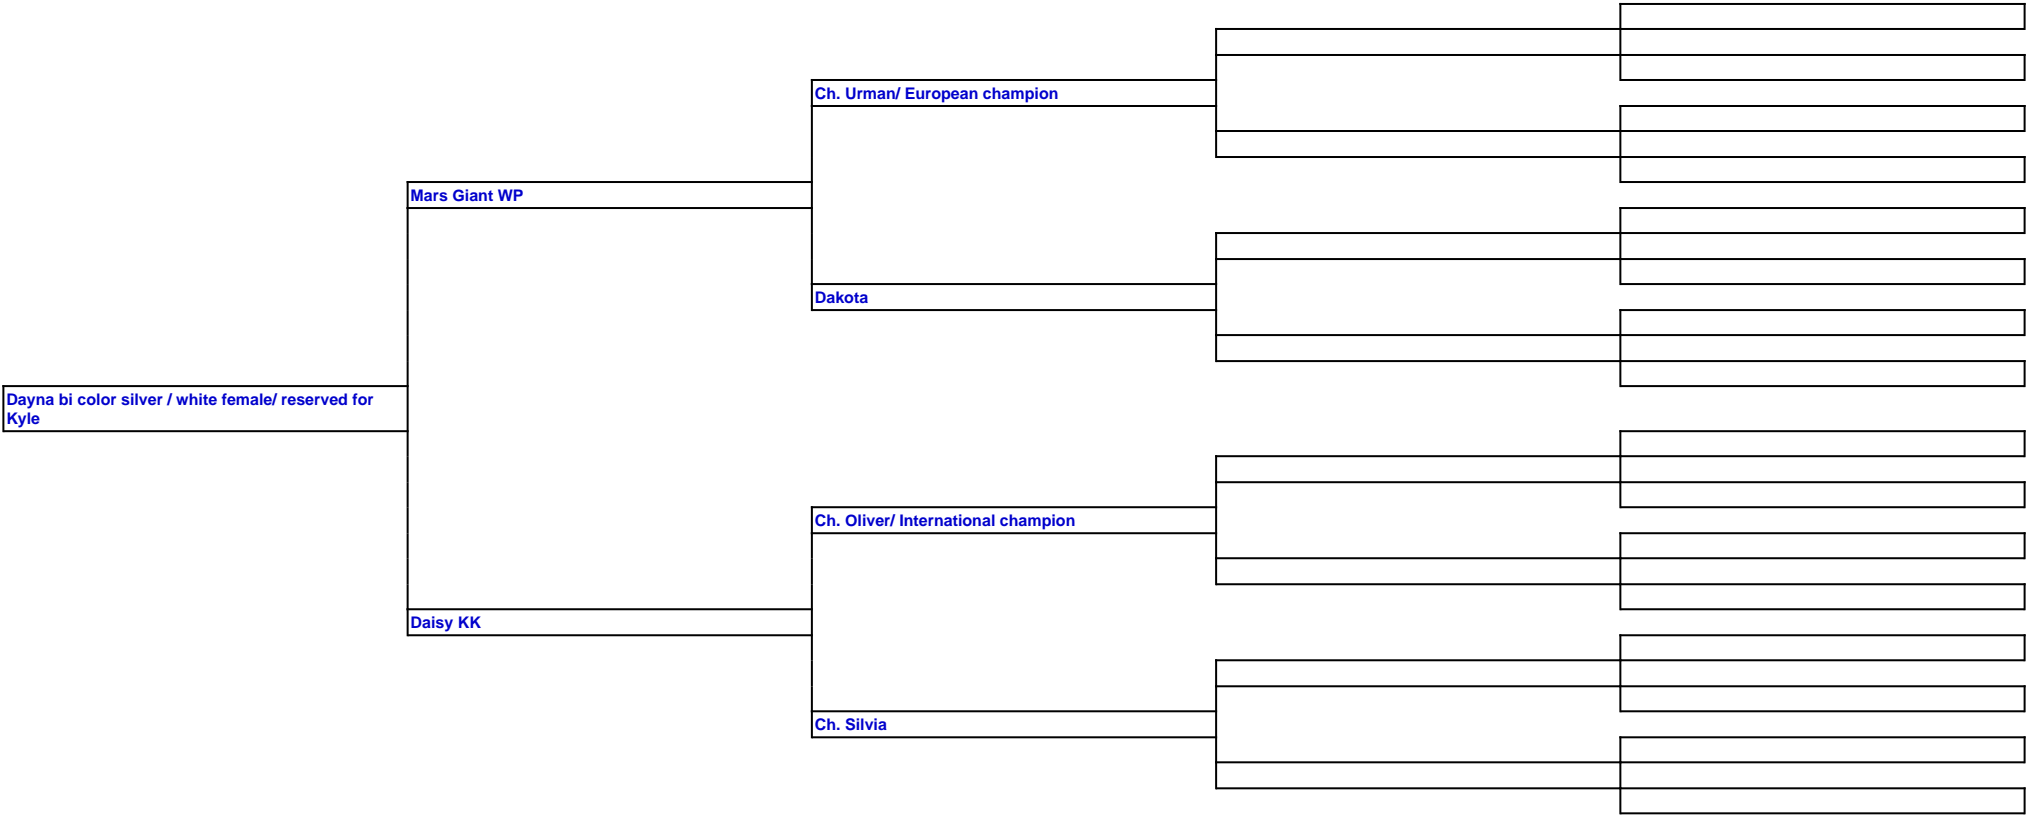 Ch. Urman/ European champion
Mars Giant WP
Dakota
Dayna bi color silver / white female/ reserved for
Kyle
Ch. Oliver/ International champion
Daisy KK
Ch. Silvia